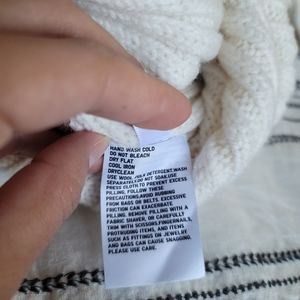 HAND WASH COLD
DO NOT BLEACH
DRY FLAT
COOL IRON
DRYCLEAN
USE WOOL /SILK DETERGENT.WASH
SEPARATELY.DO NOT SOAK.USE
PRESS CLOTH.TO PREVENT EXCESS
PILLING, PLEASE FOLLOW THESE
PRECAUTIONS.AVOID RUBBING
FROM BAGS OR BELTS. EXCESSIVE
FRICTION CAN EXACERBATE
PILLING. REMOVE PILLING WITH A
FABRIC SHAVER, OR CAREFULLY
TRIM WITH SCISSORS.FINGERNAILS,
PROTRUDING ITEMS, AND ITEMS
SUCH AS FITTINGS OR JEWELRY
AND BAGS CAN CAUSE SNAGGING.
PLEASE USE CARE.